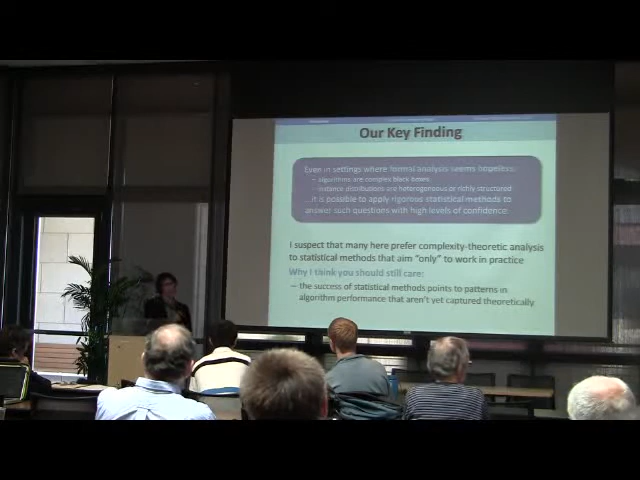 Our Key Finding
Even in settings where formal analysis seems hopeless:
– algorithms are complex black boxes
– instance distributions are heterogeneous or richly structured
...it is possible to apply rigorous statistical methods to
answer such questions with high levels of confidence.
I suspect that many here prefer complexity-theoretic analysis
to statistical methods that aim "only" to work in practice
Why I think you should still care:
– the success of statistical methods points to patterns in
algorithm performance that aren't yet captured theoretically